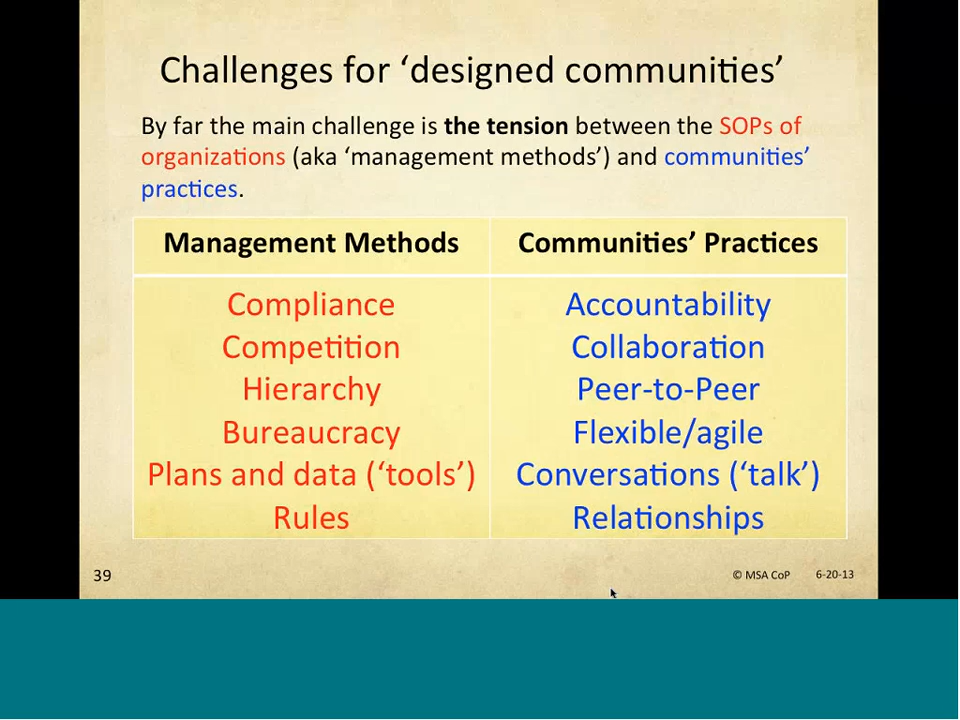 Challenges for ‘designed communities’
By far the main challenge is the tension between the SOPs of
organizations (aka ‘management methods’) and communities’
practices.
Management Methods
Communities’ Practices
Compliance
Accountability
Competition
Collaboration
Hierarchy
Peer-to-Peer
Bureaucracy
Flexible/agile
Plans and data (‘tools’)
Conversations (‘talk’)
Rules
Relationships
39
© MSA CoP
6-20-13